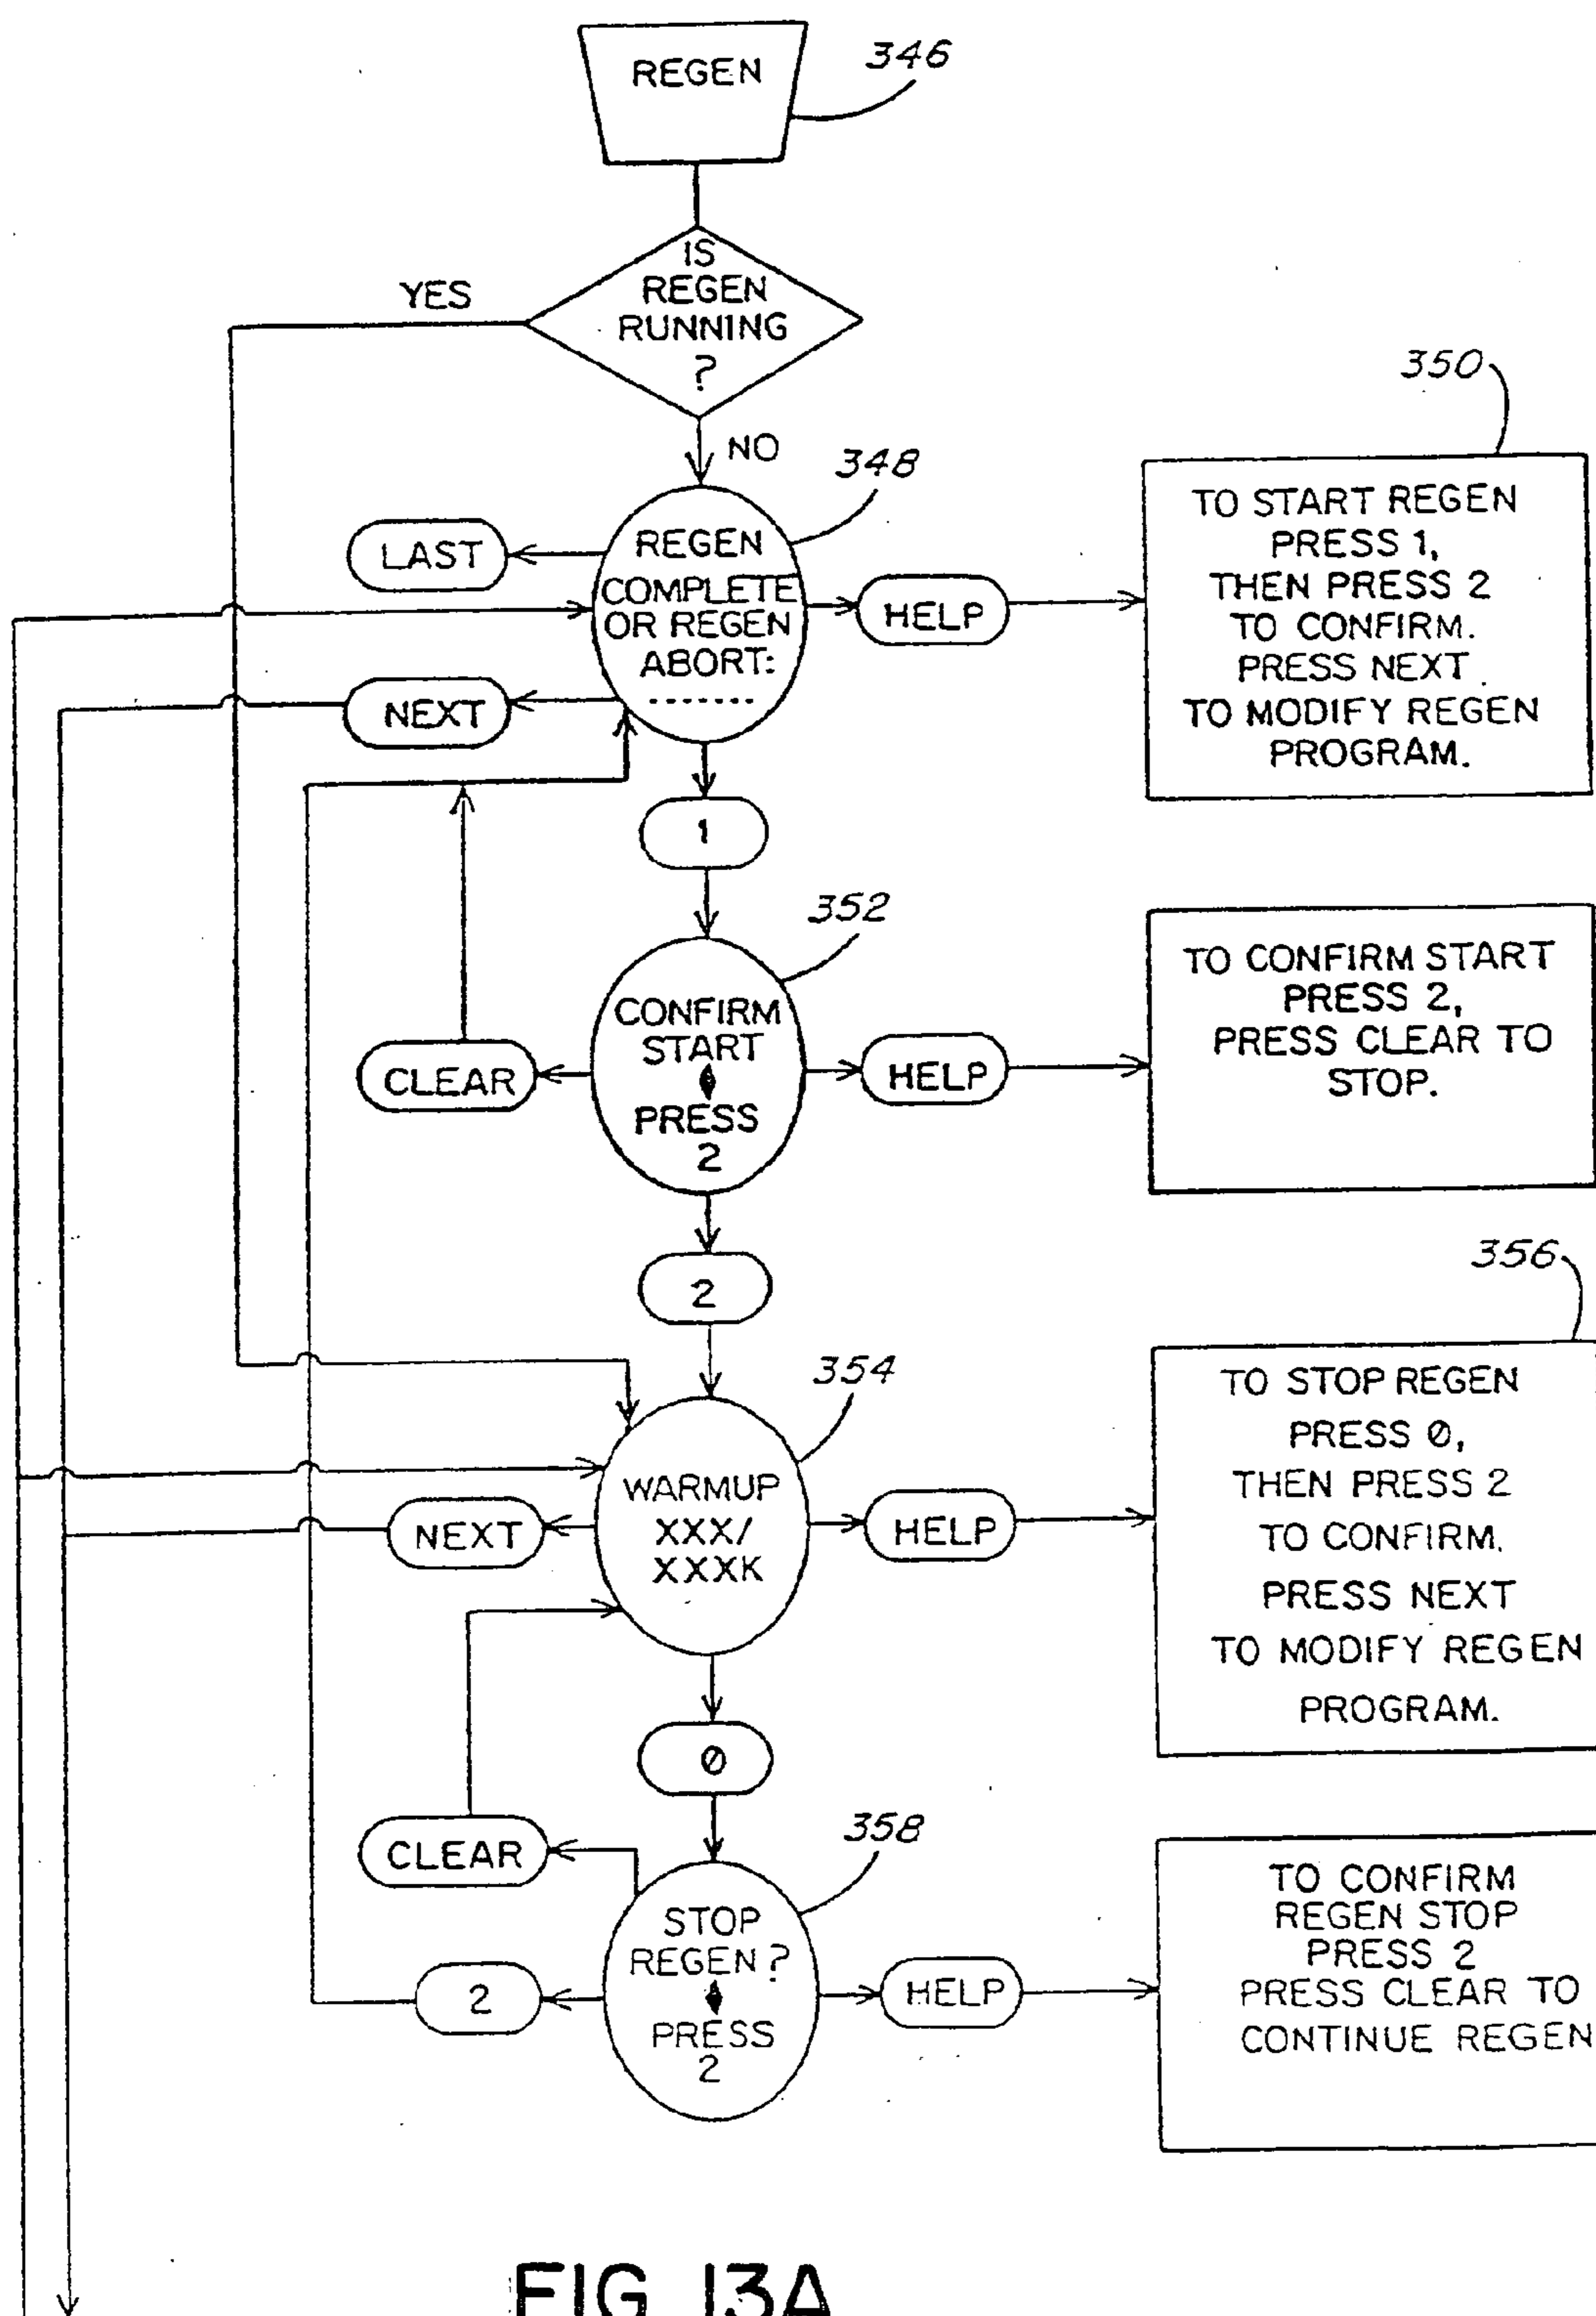 REGEN
346
IS
REGEN
RUNNING
?
YES
NO
348
350
LAST
REGEN
COMPLETE
OR REGEN
ABORT:
-------
HELP
NEXT
TO START REGEN
PRESS 1,
THEN PRESS 2
TO CONFIRM.
PRESS NEXT
TO MODIFY REGEN
PROGRAM.
1
352
CLEAR
CONFIRM
START
PRESS
2
HELP
TO CONFIRM START
PRESS 2,
PRESS CLEAR TO
STOP.
2
354
356
NEXT
WARMUP
XXX/
XXXK
HELP
TO STOP REGEN
PRESS 0,
THEN PRESS 2
TO CONFIRM.
PRESS NEXT
TO MODIFY REGEN
PROGRAM.
0
358
CLEAR
STOP
REGEN?
PRESS
2
2
HELP
TO CONFIRM
REGEN STOP
PRESS 2
PRESS CLEAR TO
CONTINUE REGEN
FIG. 13A